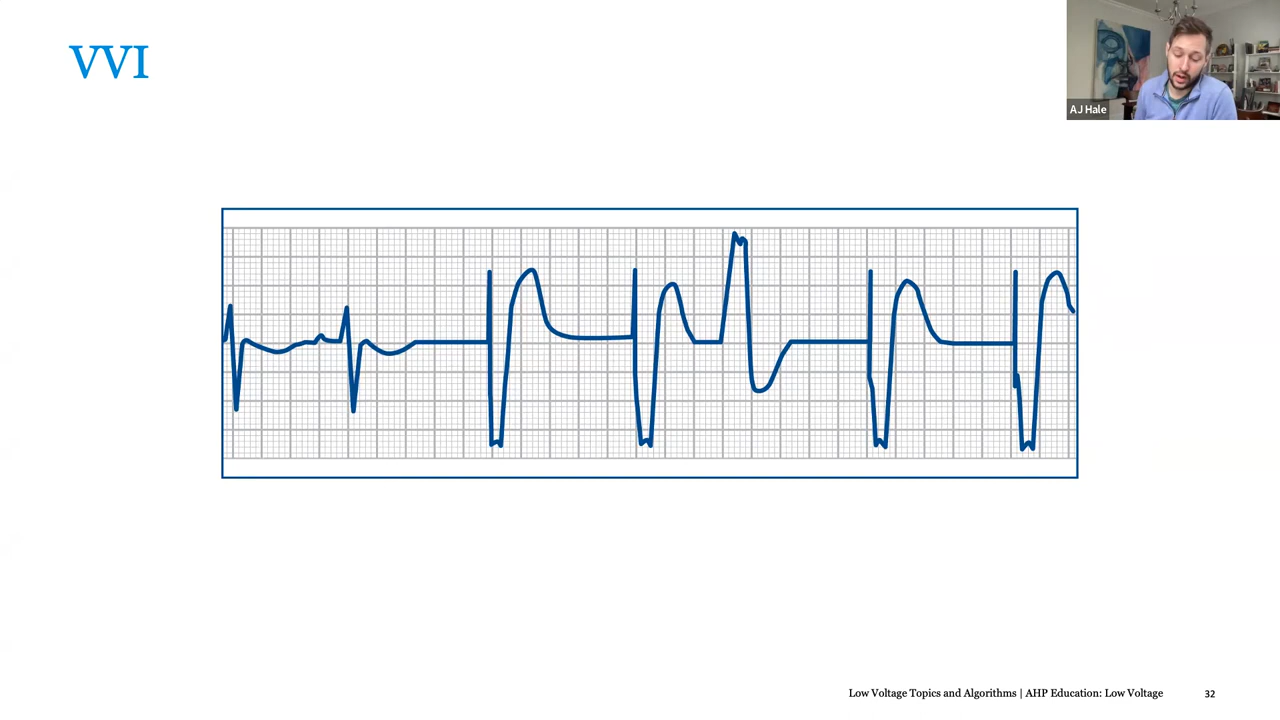 VVI
AJ Hale
Low Voltage Topics and Algorithms | AHP Education: Low Voltage 32